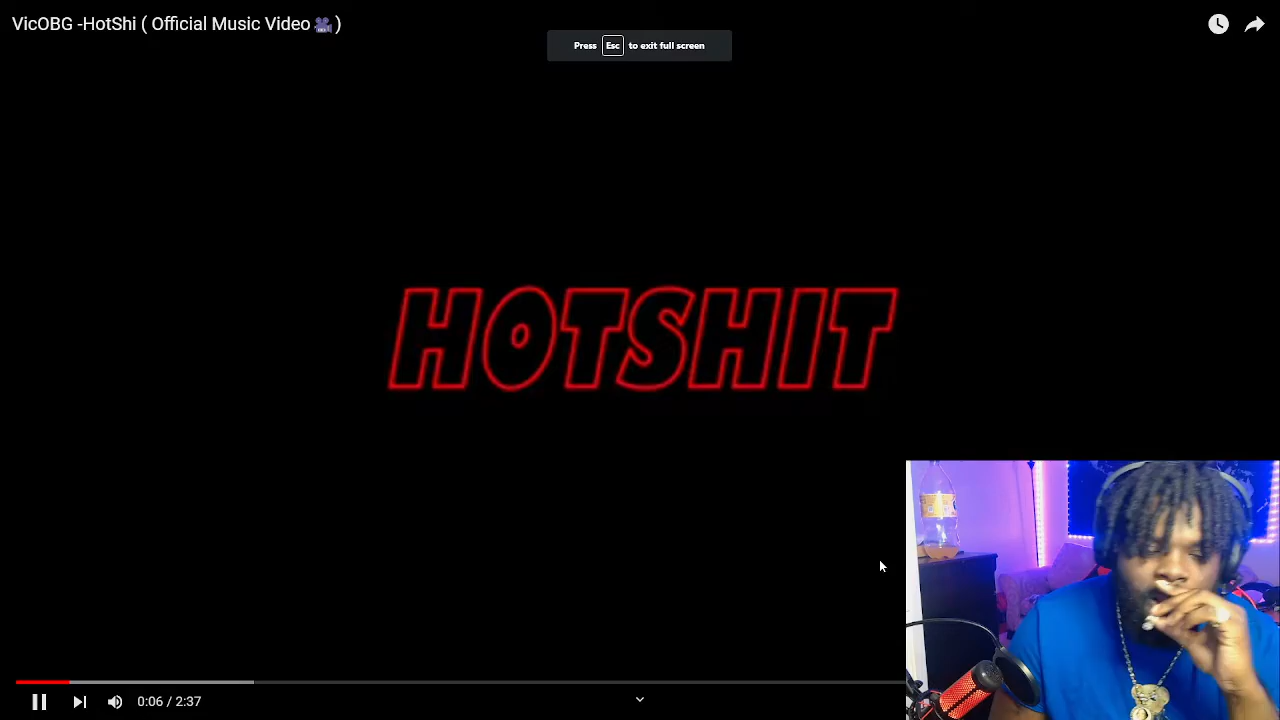 VicOBG -HotShi ( Official Music Video🎥)
Press Esc to exit full screen
HOTSHIT
0:06 / 2:37